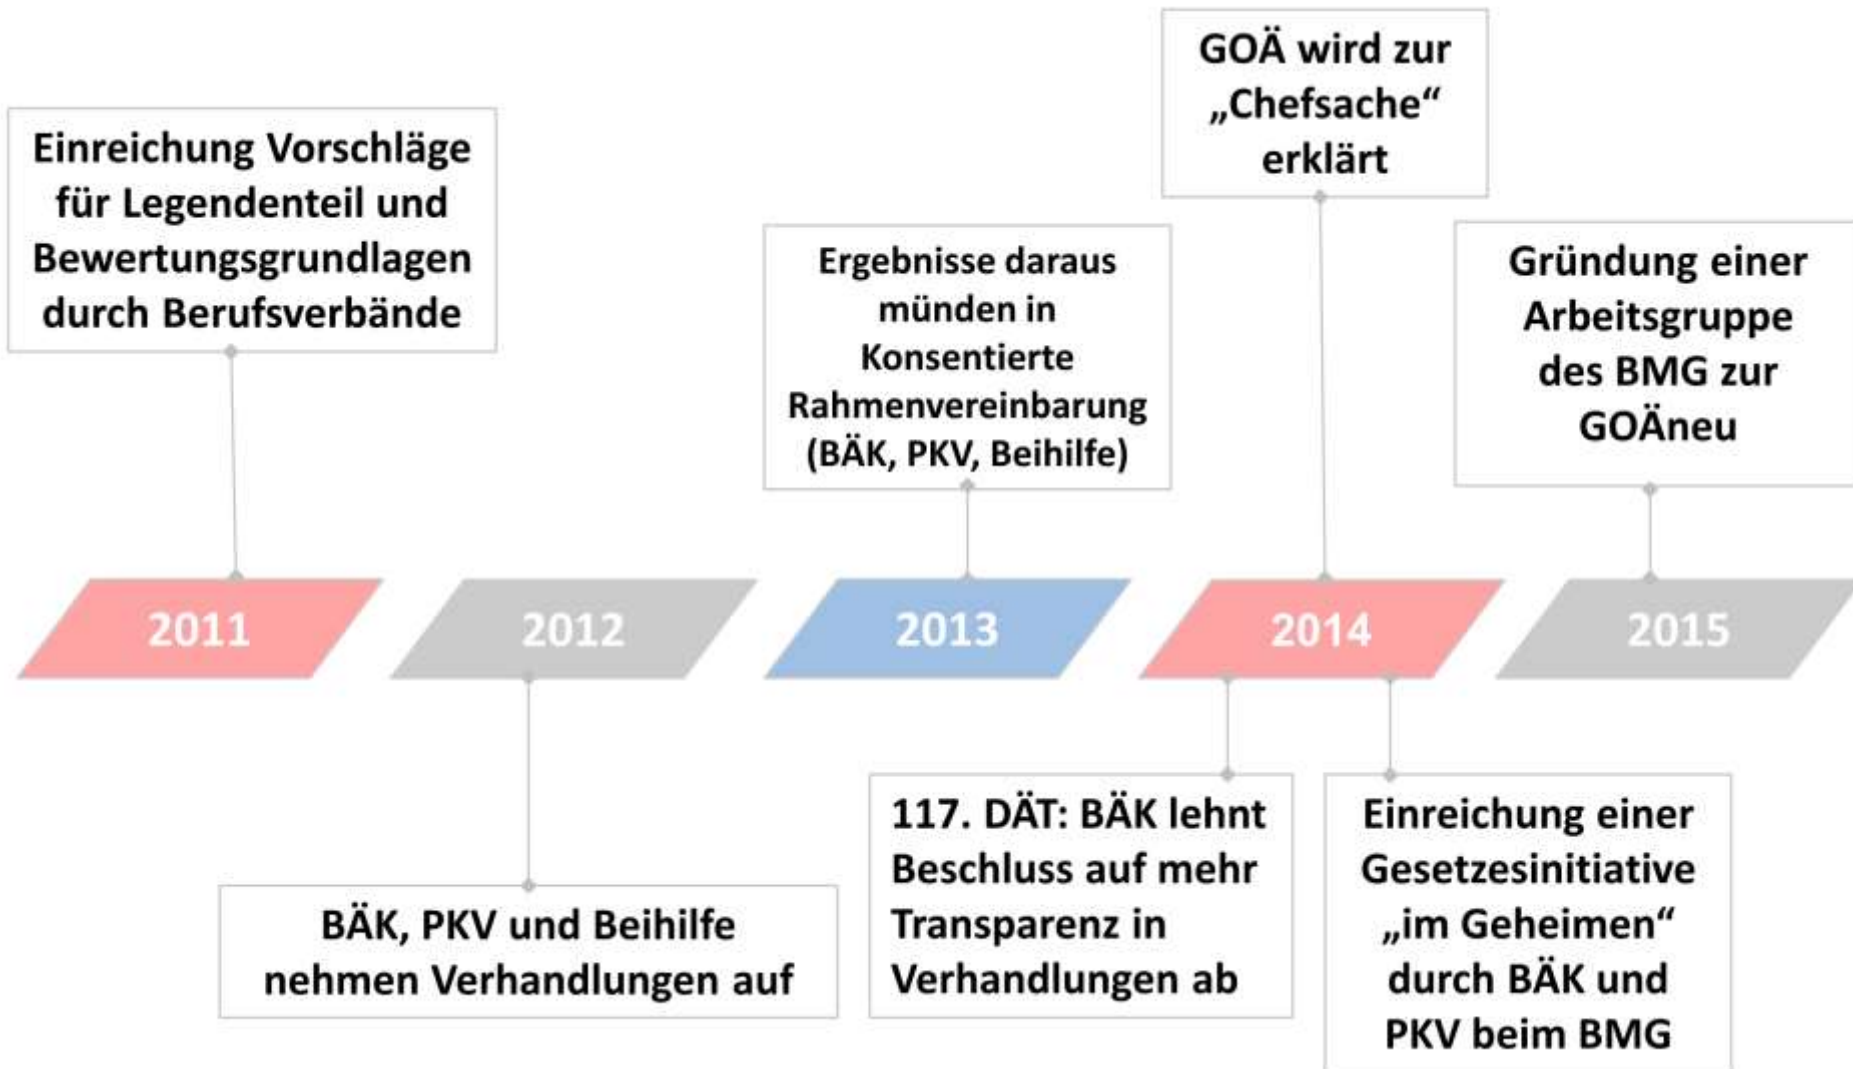 Einreichung Vorschläge
für Legendenteil und
Bewertungsgrundlagen
durch Berufsverbände
Ergebnisse daraus
münden in
Konsentierte
Rahmenvereinbarung
(BÄK, PKV, Beihilfe)
GOÄ wird zur
„Chefsache“
erklärt
Gründung einer
Arbeitsgruppe
des BMG zur
GOÄneu
2011
2012
2013
2014
2015
BÄK, PKV und Beihilfe
nehmen Verhandlungen auf
117. DÄT: BÄK lehnt
Beschluss auf mehr
Transparenz in
Verhandlungen ab
Einreichung einer
Gesetzesinitiative
„im Geheimen“
durch BÄK und
PKV beim BMG